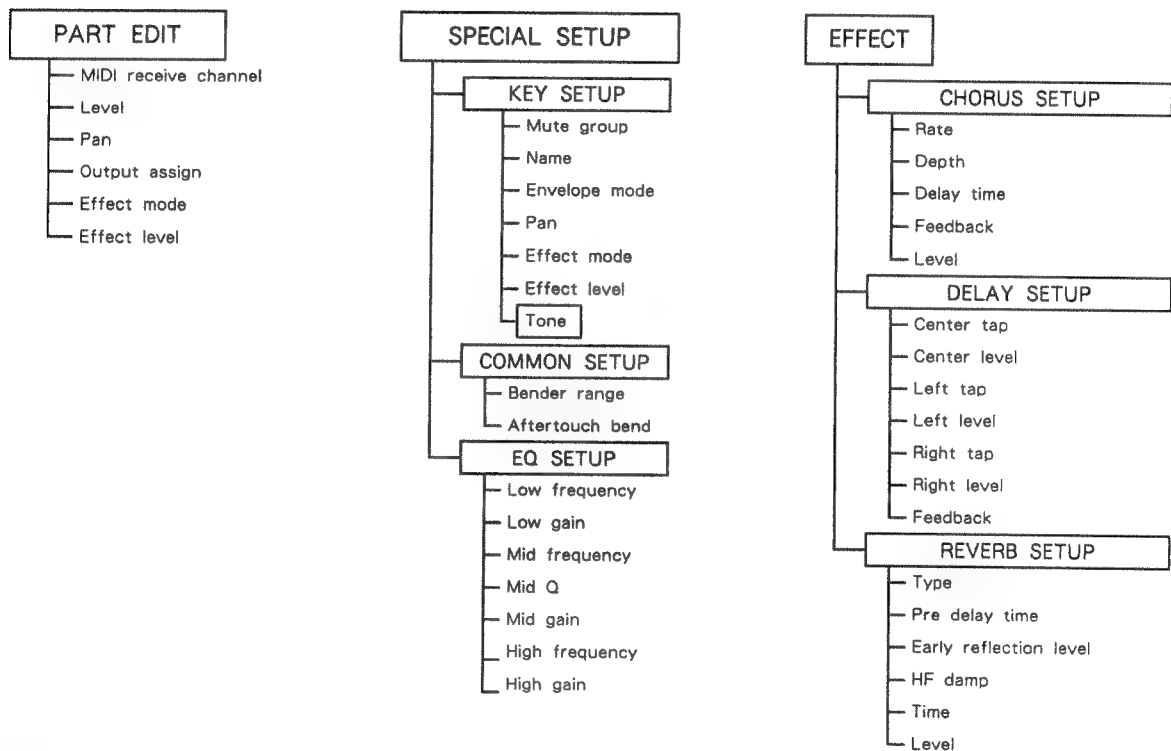 PART EDIT
MIDI receive channel
Level
Pan
Output assign
Effect mode
Effect level
SPECIAL SETUP
KEY SETUP
Mute group
Name
Envelope mode
Pan
Effect mode
Effect level
Tone
COMMON SETUP
Bender range
Aftertouch bend
EQ SETUP
Low frequency
Low gain
Mid frequency
Mid Q
Mid gain
High frequency
High gain
EFFECT
CHORUS SETUP
Rate
Depth
Delay time
Feedback
Level
DELAY SETUP
Center tap
Center level
Left tap
Left level
Right tap
Right level
Feedback
REVERB SETUP
Type
Pre delay time
Early reflection level
HF damp
Time
Level